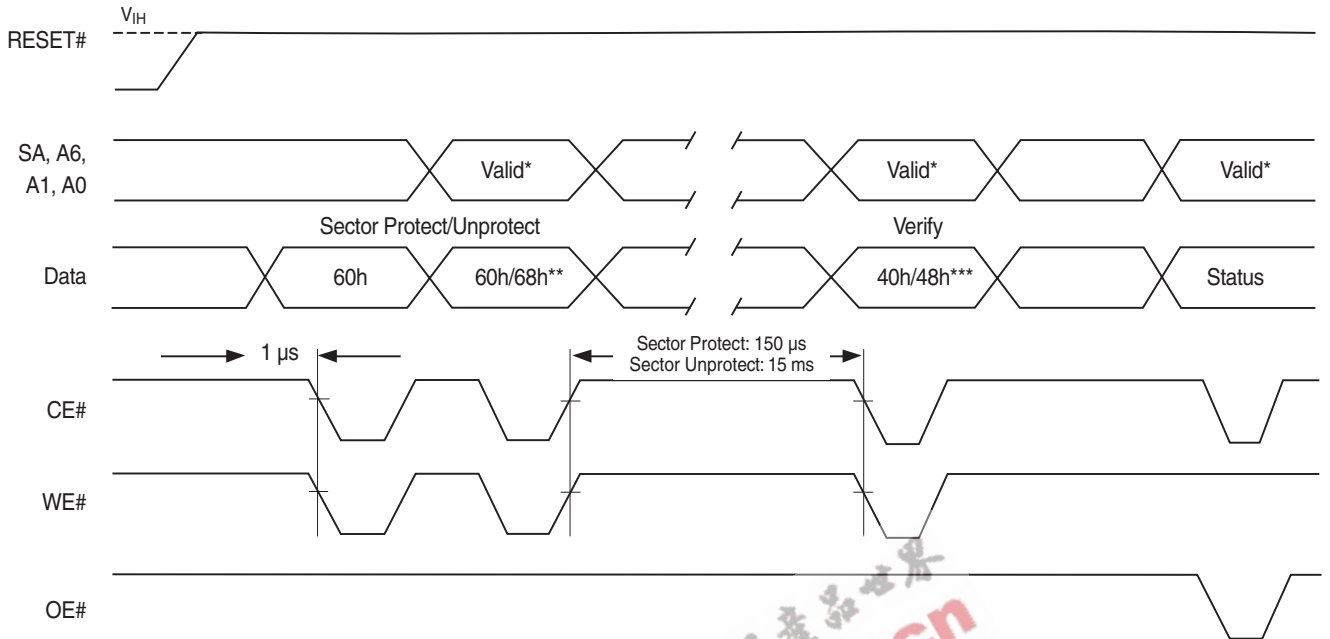 VIH
RESET#
SA, A6,
A1, A0
Valid*
Valid*
Valid*
Sector Protect/Unprotect
Verify
Data
60h
60h/68h**
40h/48h***
Status
1 µs
Sector Protect: 150 µs
Sector Unprotect: 15 ms
CE#
WE#
OE#